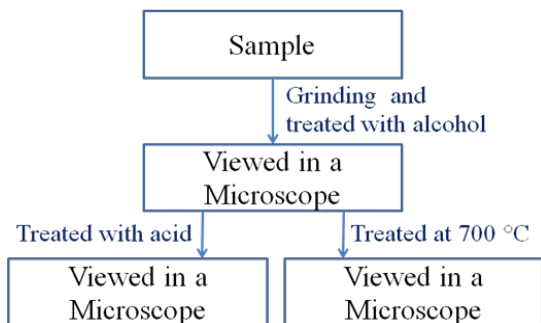 Sample
Grinding and
treated with alcohol
Viewed in a
Microscope
Treated with acid
Treated at 700 °C
Viewed in a
Microscope
Viewed in a
Microscope